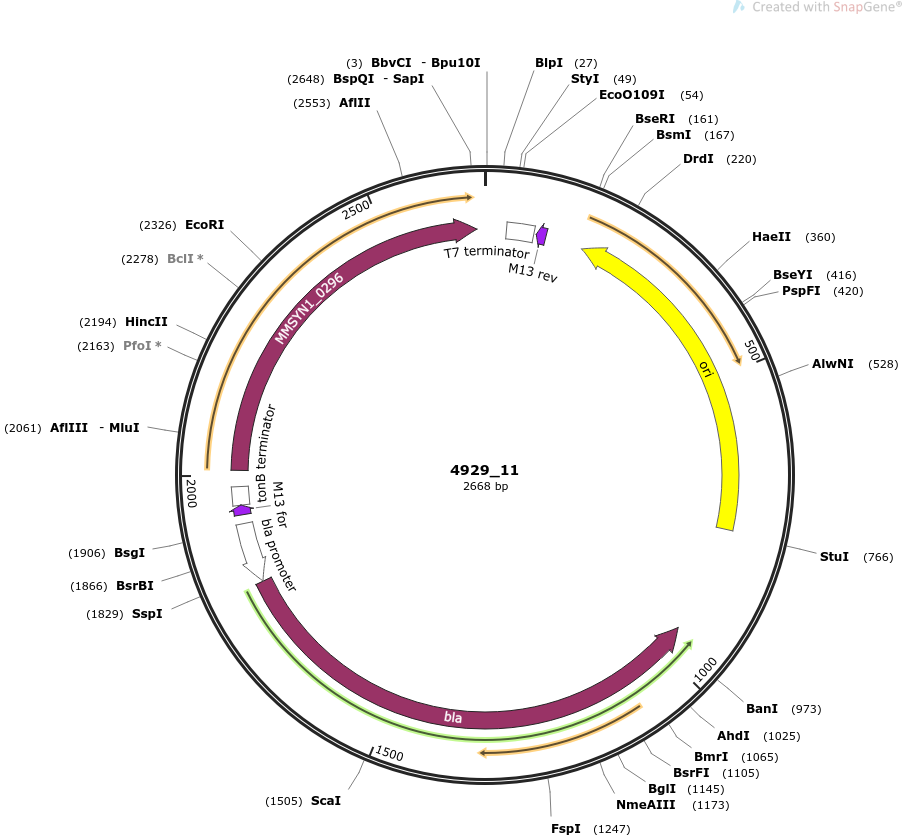 Created with SnapGene®
(3) BbvCI - Bpu10I
(2648) BspQI - SapI
(2553) AflII
BlpI (27)
StyI (49)
EcoO109I (54)
BseRI (161)
BsmI (167)
DrdI (220)
HaeII (360)
BseYI (416)
PspFI (420)
AlwNI (528)
StuI (766)
BanI (973)
AhdI (1025)
BmrI (1065)
BsrFI (1105)
BglI (1145)
NmeAIII (1173)
FspI (1247)
(1505) ScaI
(1829) SspI
(1866) BsrBI
(1906) BsgI
(2061) AflIII - MluI
(2163) PfoI *
(2194) HincII
(2278) BclI *
(2326) EcoRI
500
1000
1500
2000
2500
T7 terminator
M13 rev
ori
bla
bla promoter
M13 for
tonB terminator
MMSYN1_0296
4929_11
2668 bp